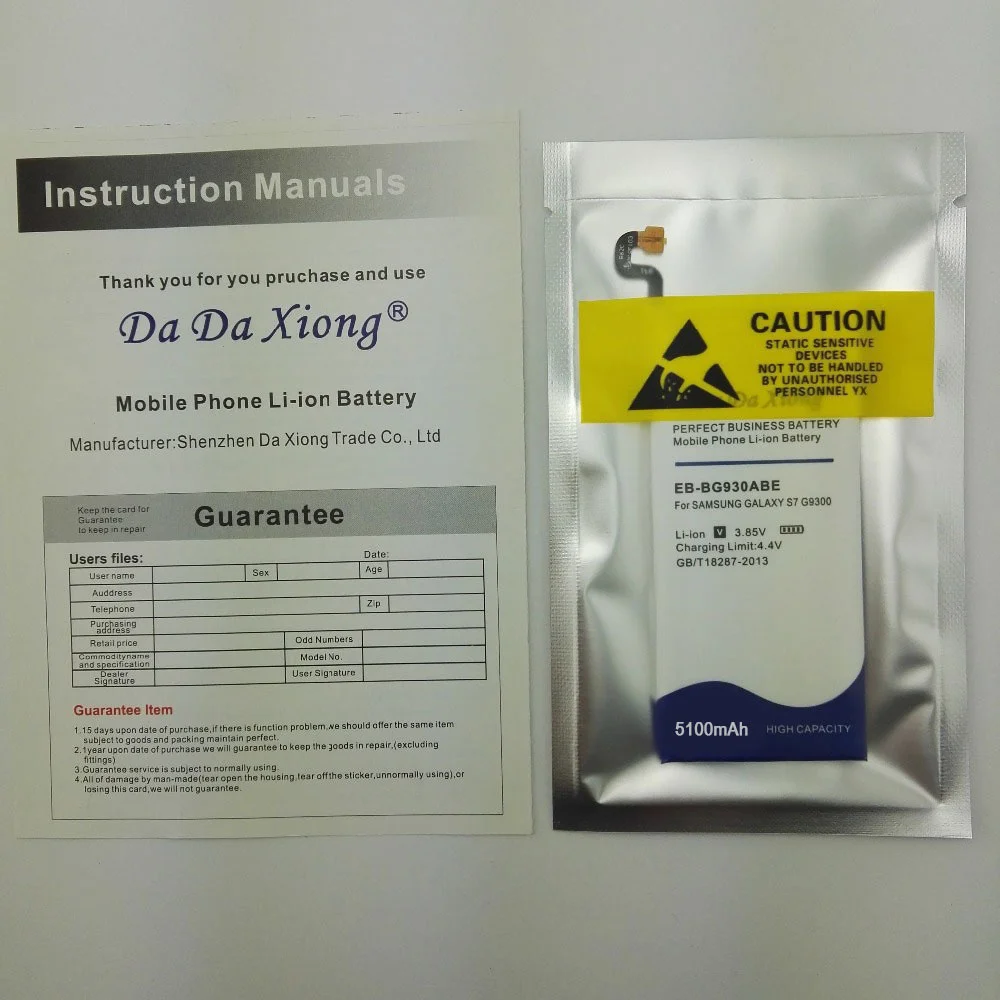 Instruction Manuals
Thank you for you pruchase and use
Da Da Xiong®
Mobile Phone Li-ion Battery
Manufacturer:Shenzhen Da Xiong Trade Co., Ltd
Keep the card for
Guarantee
to keep in repair
Guarantee
Users files:
Date:
User name
Sex
Age
Auddress
Telephone
Zip
Purchasing
address
Retail price
Odd Numbers
Commodityname
and specification
Model No.
Dealer
Signature
User Signature
Guarantee Item
1.15 days upon date of purchase,if there is function problem,we should offer the same item
subject to goods and packing maintain perfect.
2.1year upon date of purchase we will guarantee to keep the goods in repair,(excluding
fittings)
3.Guarantee service is subject to normally using.
4.All of damage by man-made(tear open the housing,tear off the sticker,unnormally using),or
losing this card,we will not guarantee.
CAUTION
STATIC SENSITIVE
DEVICES
NOT TO BE HANDLED
BY UNAUTHORISED
PERSONNEL YX
Da Xiong
PERFECT BUSINESS BATTERY
Mobile Phone Li-ion Battery
EB-BG930ABE
For SAMSUNG GALAXY S7 G9300
Li-ion V 3.85V
Charging Limit:4.4V
GB/T18287-2013
5100mAh HIGH CAPACITY